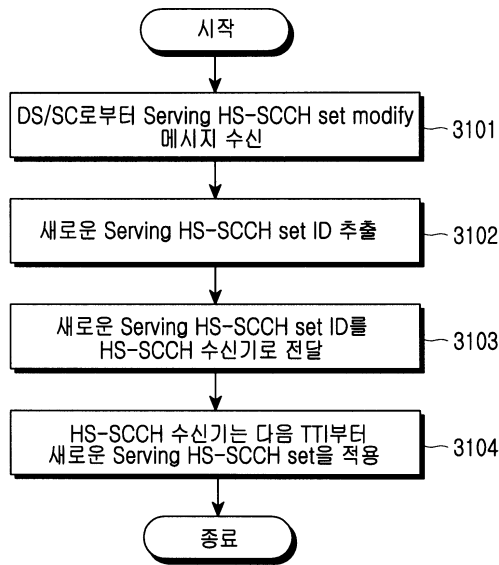 시작
DS/SC로부터 Serving HS-SCCH set modify
메시지 수신
3101
새로운 Serving HS-SCCH set ID 추출
3102
새로운 Serving HS-SCCH set ID를
HS-SCCH 수신기로 전달
3103
HS-SCCH 수신기는 다음 TTI부터
새로운 Serving HS-SCCH set을 적용
3104
종료